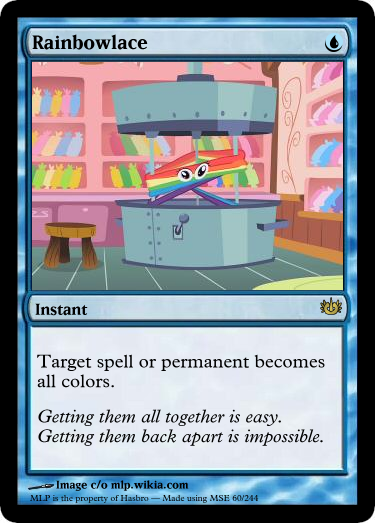 Rainbowlace
Instant
Target spell or permanent becomes
all colors.
Getting them all together is easy.
Getting them back apart is impossible.
Image c/o mlp.wikia.com
MLP is the property of Hasbro — Made using MSE 60/244